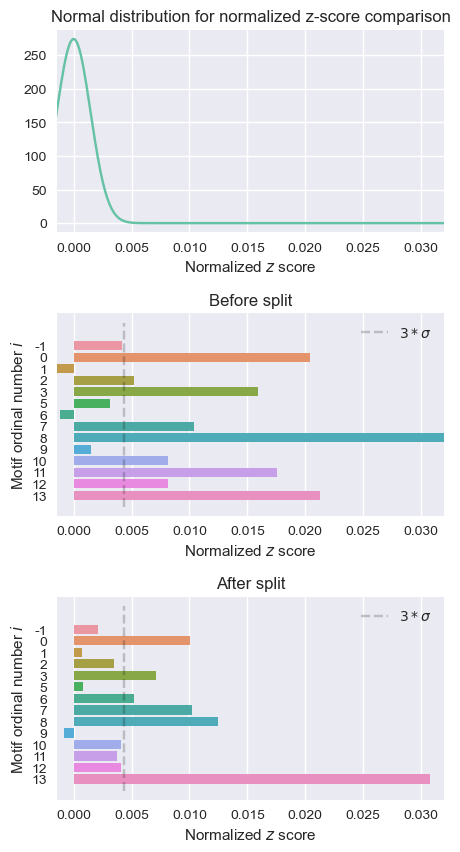 Normal distribution for normalized z-score comparison
250
200
150
100
50
0
0.000 0.005 0.010 0.015 0.020 0.025 0.030
Normalized z score
Before split
3 * σ
Motif ordinal number i
-1
0
1
2
3
5
6
7
8
9
10
11
12
13
0.000 0.005 0.010 0.015 0.020 0.025 0.030
Normalized z score
After split
3 * σ
Motif ordinal number i
-1
0
1
2
3
5
6
7
8
9
10
11
12
13
0.000 0.005 0.010 0.015 0.020 0.025 0.030
Normalized z score